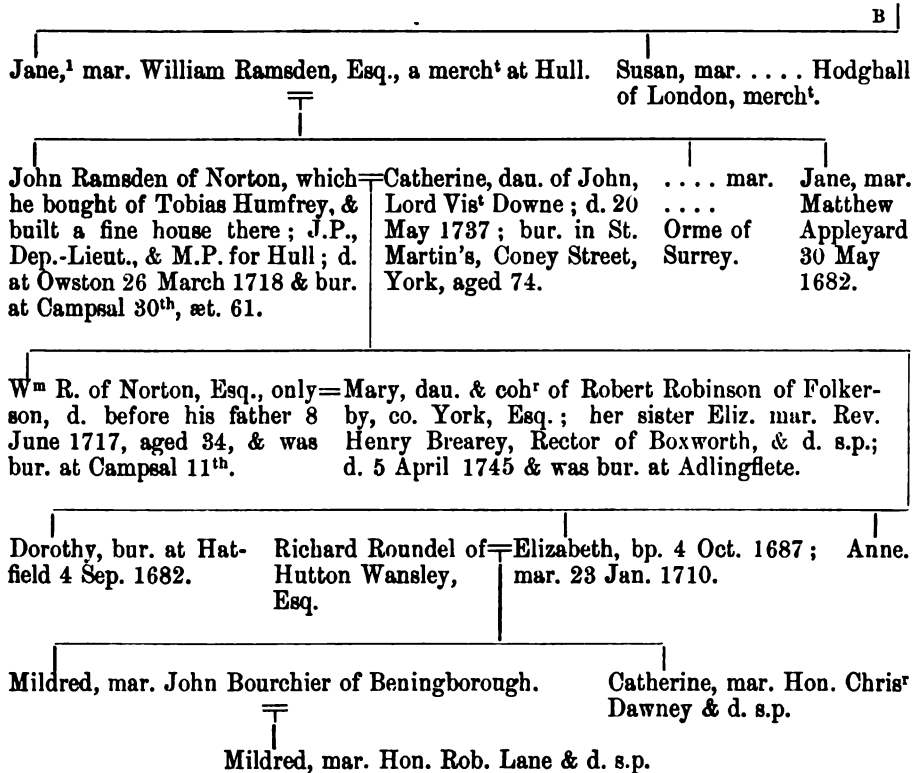 B
Jane,¹ mar. William Ramsden, Esq., a merchᵗ at Hull.
Susan, mar. . . . . . Hodghall
of London, merchᵗ.
John Ramsden of Norton, which
he bought of Tobias Humfrey, &
built a fine house there; J.P.,
Dep.-Lieut., & M.P. for Hull; d.
at Owston 26 March 1718 & bur.
at Campsal 30ᵗʰ, æt. 61.
Catherine, dau. of John,
Lord Visᵗ Downe; d. 20
May 1737; bur. in St.
Martin's, Coney Street,
York, aged 74.
. . . . mar.
. . . .
Orme of
Surrey.
Jane, mar.
Matthew
Appleyard
30 May
1682.
Wᵐ R. of Norton, Esq., only
son, d. before his father 8
June 1717, aged 34, & was
bur. at Campsal 11ᵗʰ.
Mary, dau. & cohʳ of Robert Robinson of Folker-
by, co. York, Esq.; her sister Eliz. mar. Rev.
Henry Brearey, Rector of Boxworth, & d. s.p.;
d. 5 April 1745 & was bur. at Adlingflete.
Dorothy, bur. at Hat-
field 4 Sep. 1682.
Richard Roundel of
Hutton Wansley,
Esq.
Elizabeth, bp. 4 Oct. 1687;
mar. 23 Jan. 1710.
Anne.
Mildred, mar. John Bourchier of Beningborough.
Catherine, mar. Hon. Chrisʳ
Dawney & d. s.p.
Mildred, mar. Hon. Rob. Lane & d. s.p.